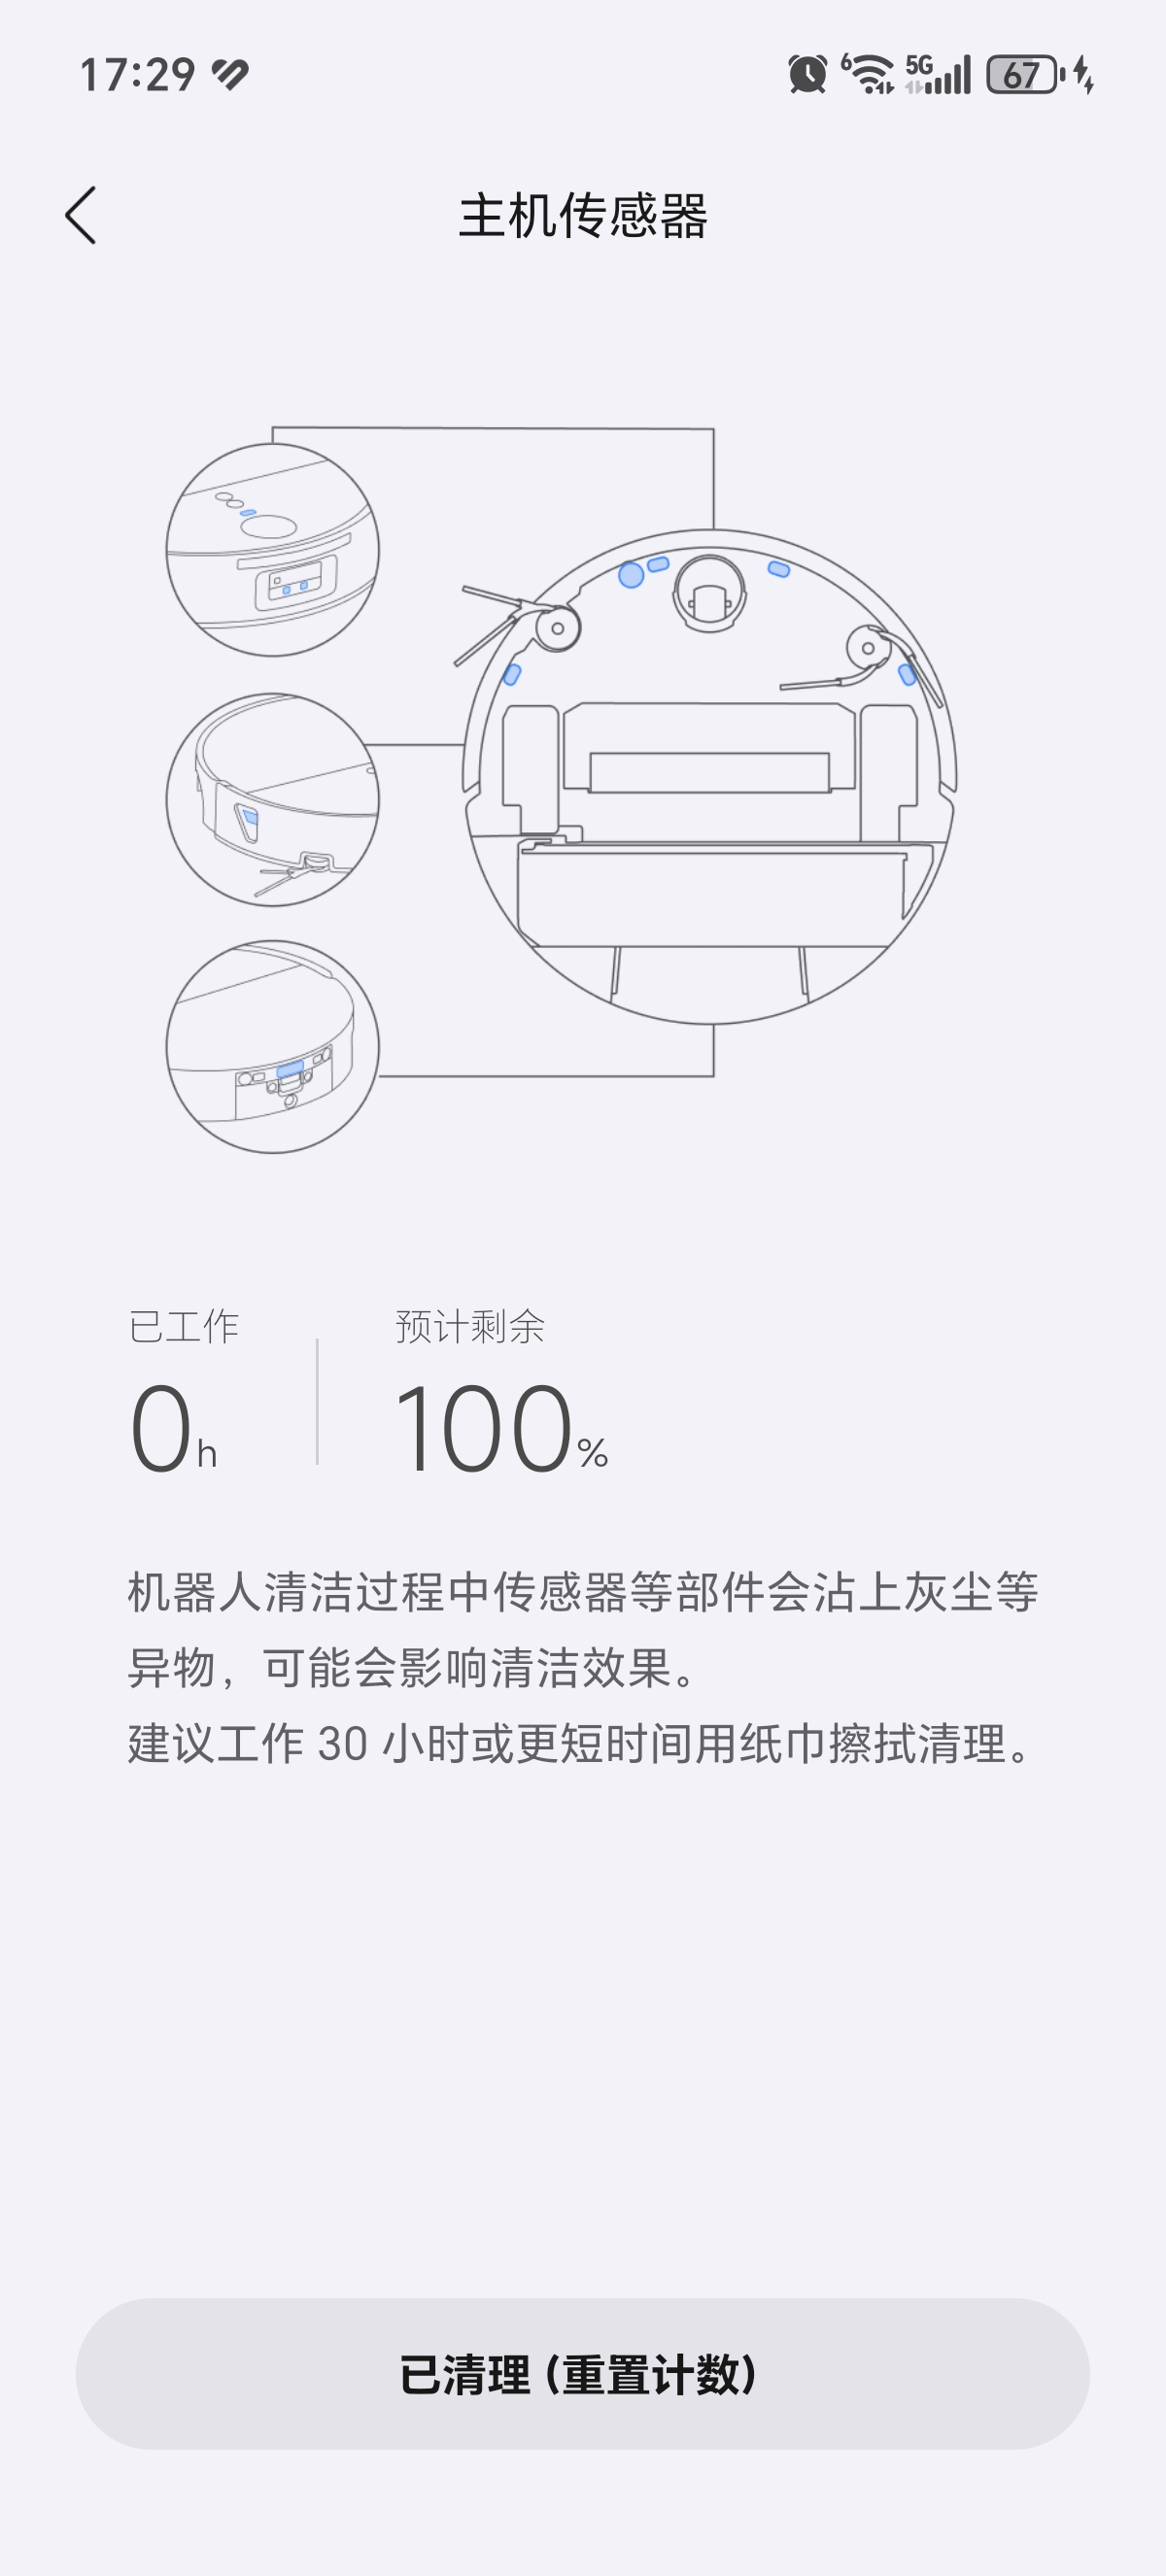 17:29
6 5G 67
主机传感器
已工作 预计剩余
0h 100%
机器人清洁过程中传感器等部件会沾上灰尘等
异物，可能会影响清洁效果。
建议工作 30 小时或更短时间用纸巾擦拭清理。
已清理 (重置计数)